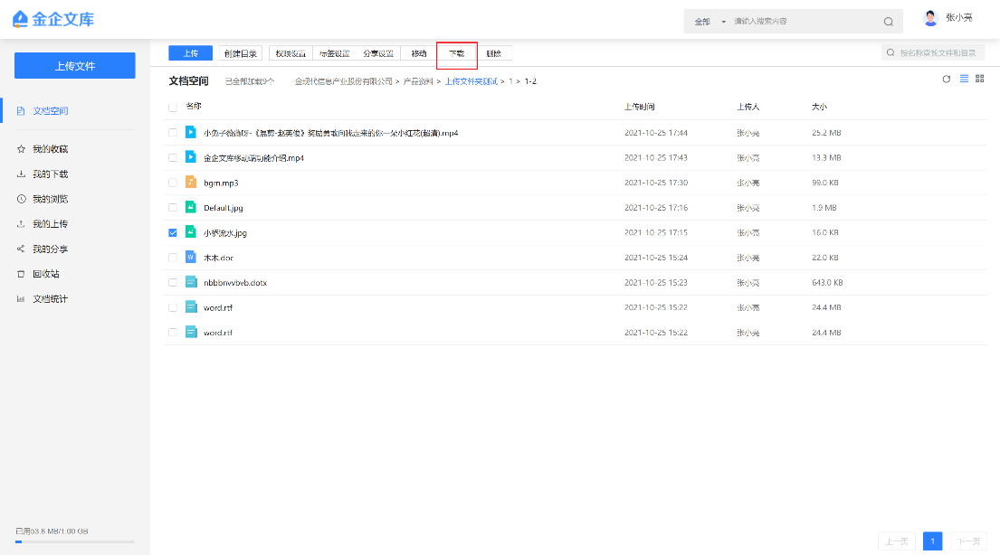 金企文库
全部 请输入搜索内容 张小亮
上传文件
上传 创建目录 权限设置 标签设置 分享设置 移动 下载 删除 按名称查找文件和目录
文档空间 已全部加载9个 金现代信息产业股份有限公司 > 产品资料 > 上传文件夹测试 > 1 > 1-2
文档空间
我的收藏
我的下载
我的浏览
我的上传
我的分享
回收站
文档统计
名称 上传时间 上传人 大小
小兔子薇薇呀-《混剪-赵英俊》奖励勇敢向我走来的你一朵小红花(超清).mp4 2021-10-25 17:44 张小亮 25.2 MB
金企文库移动端功能介绍.mp4 2021-10-25 17:43 张小亮 13.3 MB
bgm.mp3 2021-10-25 17:30 张小亮 99.0 KB
Default.jpg 2021-10-25 17:16 张小亮 1.9 MB
小桥流水.jpg 2021-10-25 17:15 张小亮 16.0 KB
W 木木.doc 2021-10-25 15:24 张小亮 22.0 KB
nbbbnvvbvb.dotx 2021-10-25 15:23 张小亮 643.0 KB
word.rtf 2021-10-25 15:22 张小亮 24.4 MB
word.rtf 2021-10-25 15:22 张小亮 24.4 MB
已用53.8 MB/1.00 GB
上一页 1 下一页